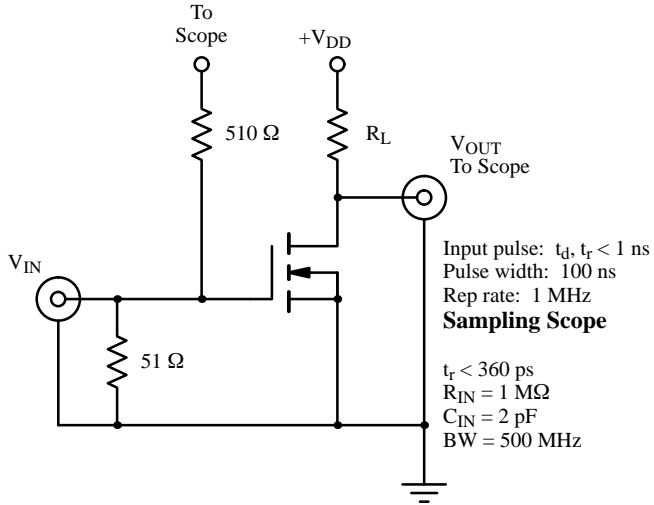 To
Scope
+VDD
510 Ω
RL
VOUT
To Scope
VIN
51 Ω
Input pulse: td, tr < 1 ns
Pulse width: 100 ns
Rep rate: 1 MHz
Sampling Scope
tr < 360 ps
RIN = 1 MΩ
CIN = 2 pF
BW = 500 MHz